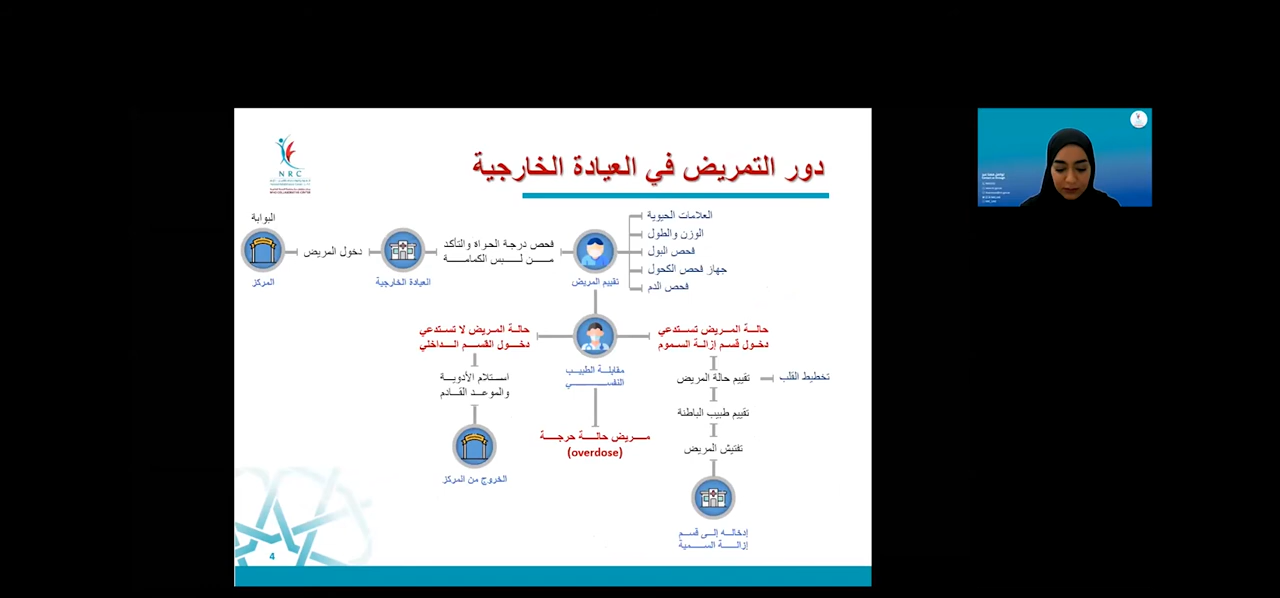 دور التمريض في العيادة الخارجية
NRC
البوابة
المركز
دخول المريض
العيادة الخارجية
فحص درجة الحراة والتأكد
من لبس الكمامة
تقييم المريض
العلامات الحيوية
الوزن والطول
فحص البول
جهاز فحص الكحول
فحص الدم
مقابلة الطبيب
النفسي
حالة المريض تستدعي
دخول قسم إزالة السموم
تقييم حالة المريض
تخطيط القلب
تقييم طبيب الباطنة
تفتيش المريض
إدخاله إلى قسم
إزالة السمية
مريض حالة حرجة
(overdose)
حالة المريض لا تستدعي
دخول القسم الداخلي
استلام الأدوية
والموعد القادم
الخروج من المركز
4